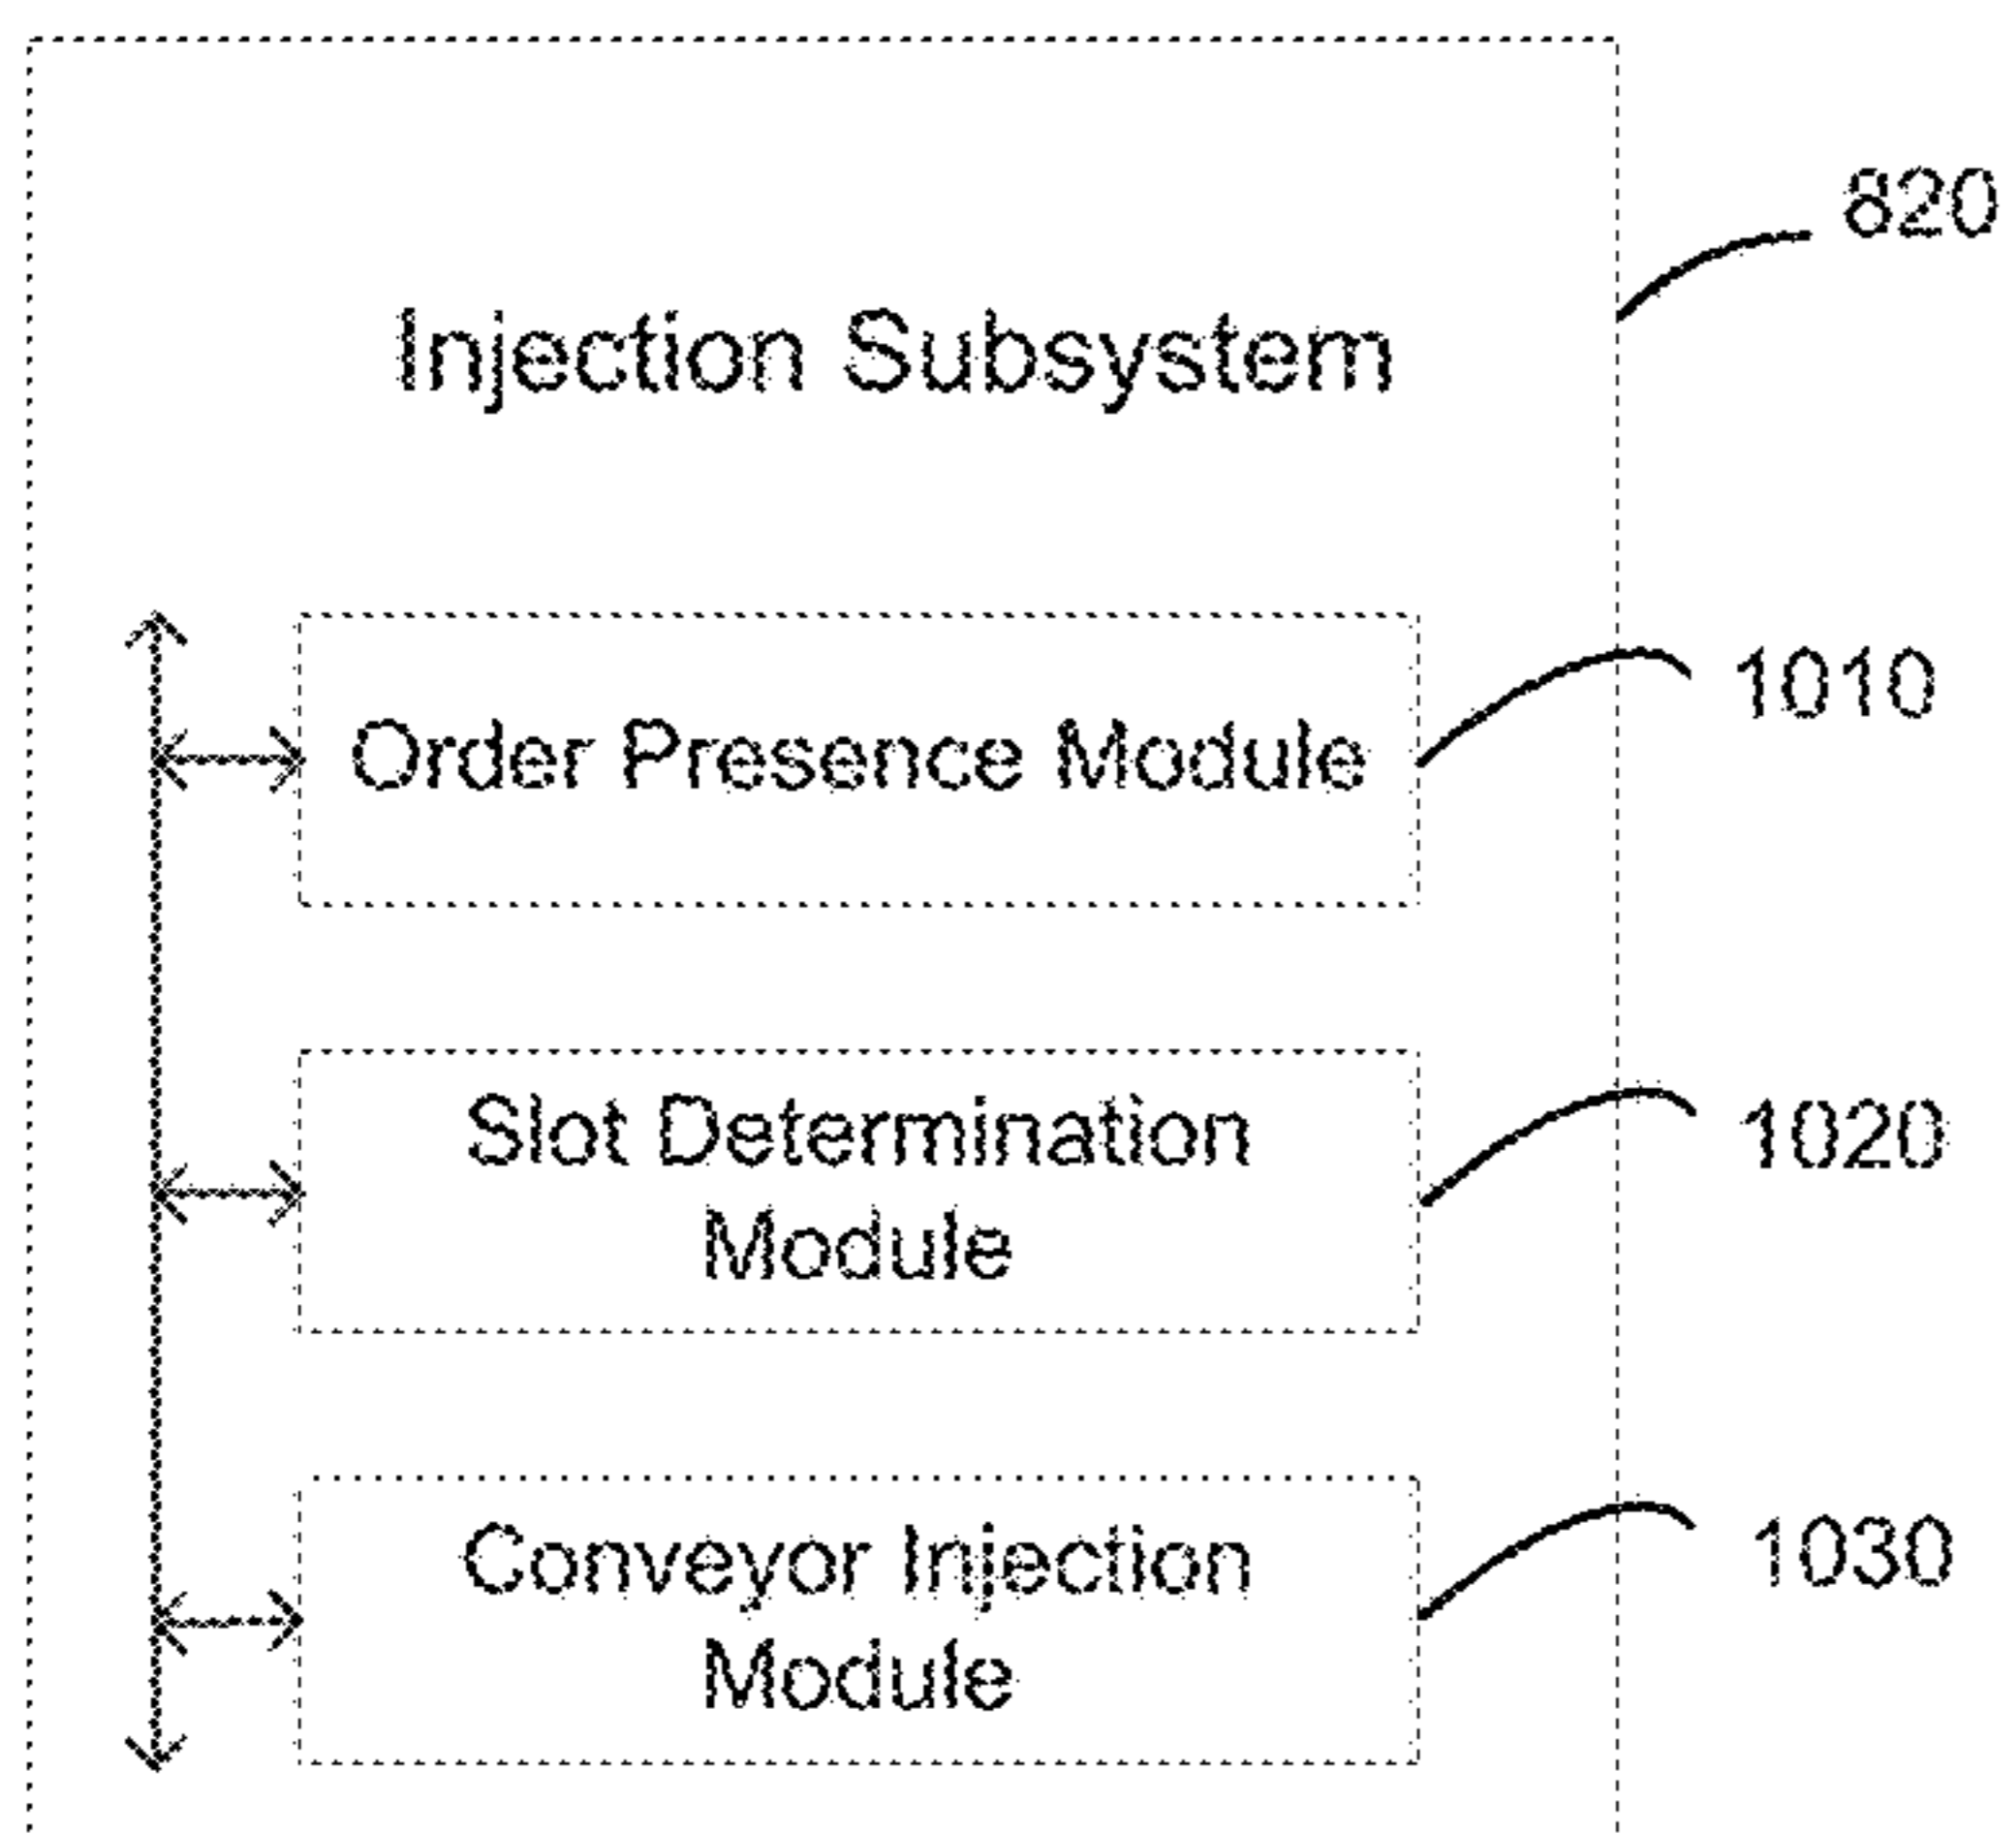 820
Injection Subsystem
1010
Order Presence Module
Slot Determination
Module
1020
Conveyor Injection
Module
1030